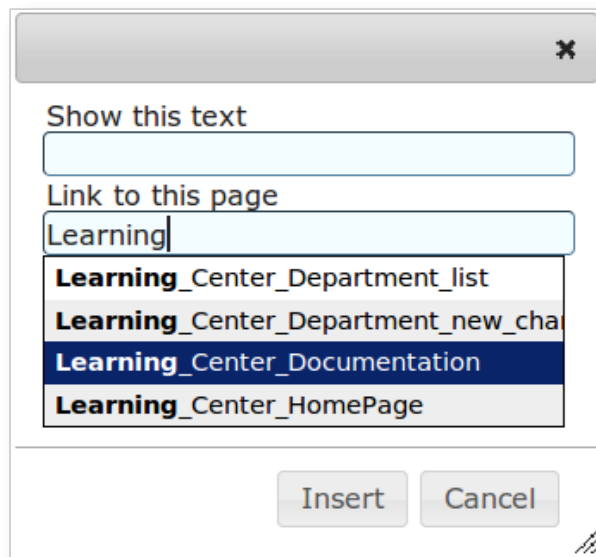 Show this text
Link to this page
Learning
Learning_Center_Department_list
Learning_Center_Department_new_cha
Learning_Center_Documentation
Learning_Center_HomePage
Insert Cancel